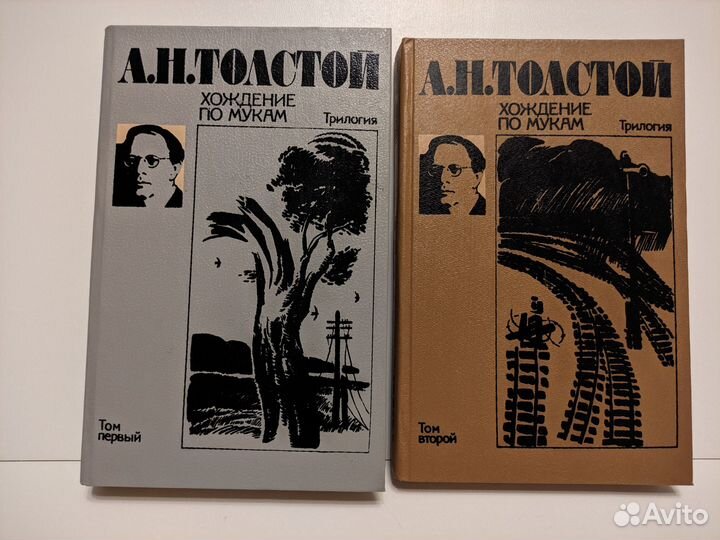 А.Н.ТОЛСТОЙ
ХОЖДЕНИЕ
ПО МУКАМ
Трилогия
Том
первый
А.Н.ТОЛСТОЙ
ХОЖДЕНИЕ
ПО МУКАМ
Трилогия
Том
второй
Avito